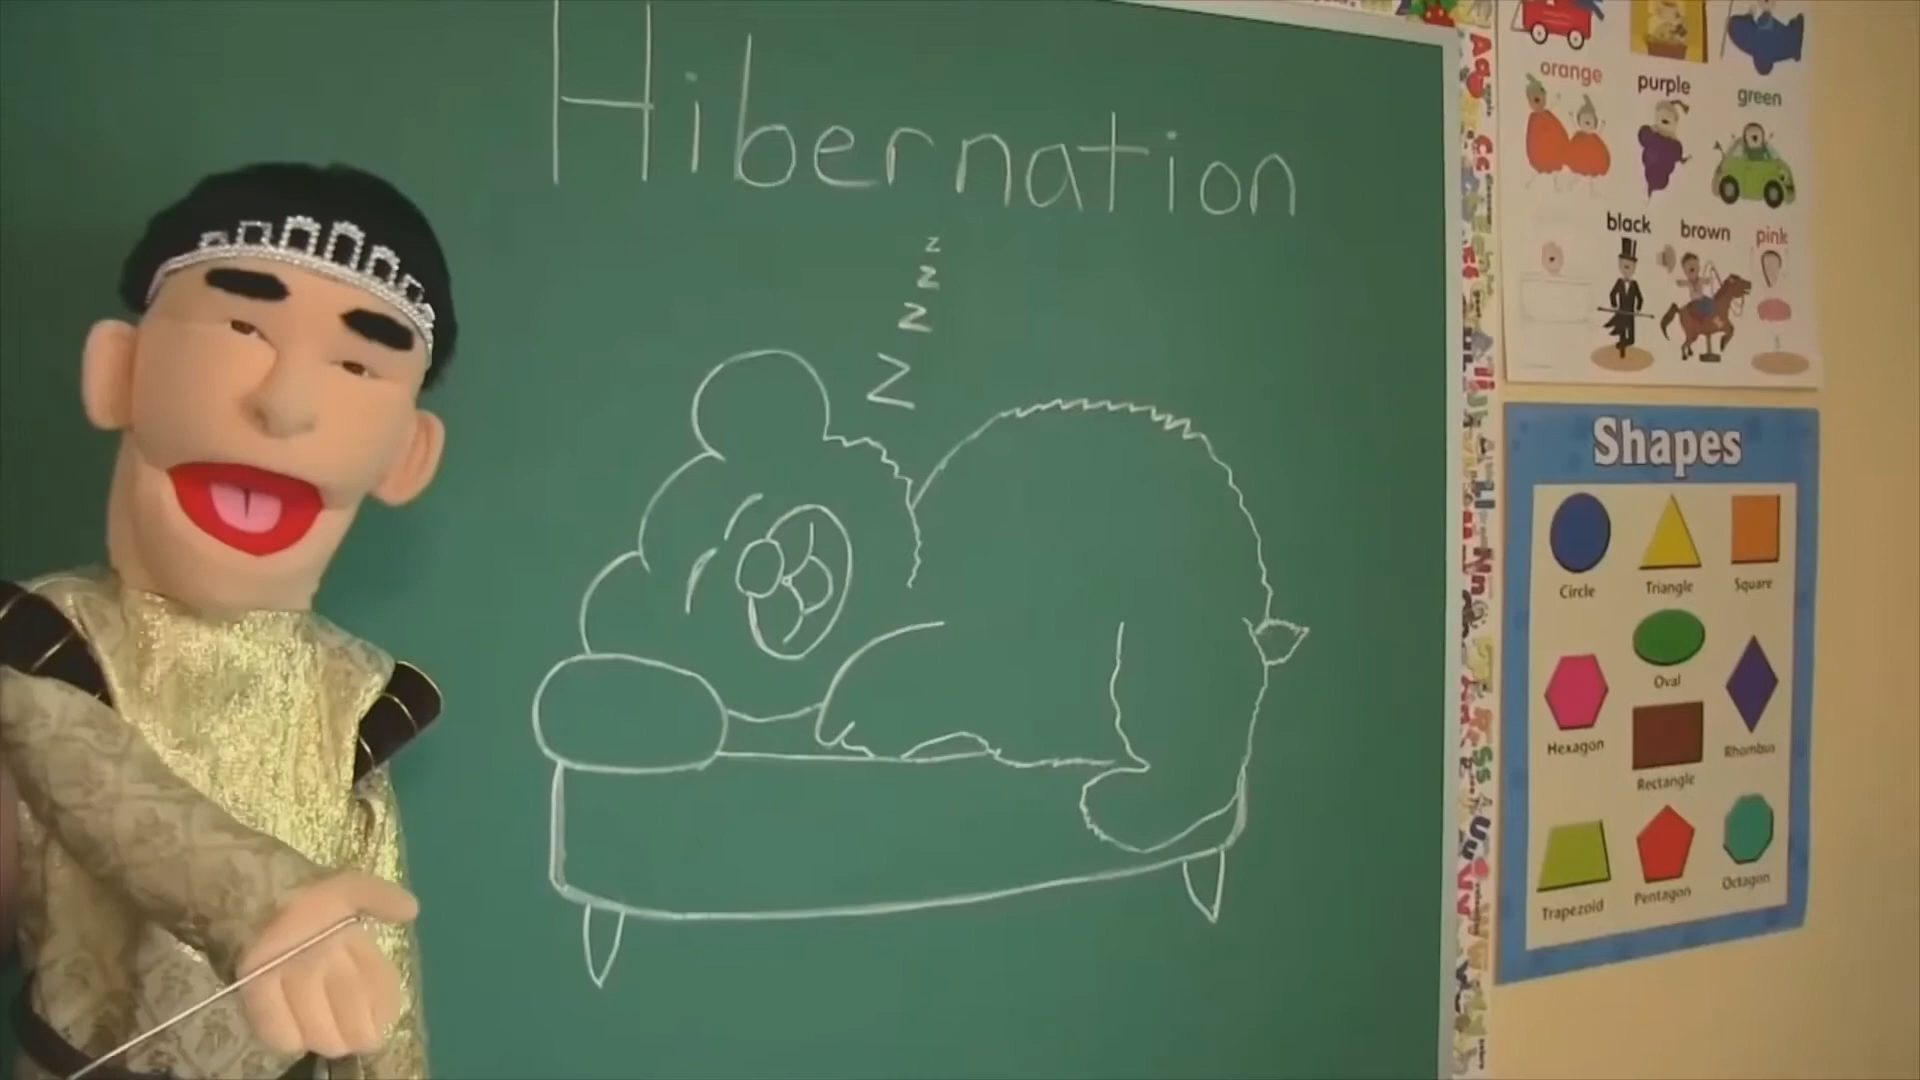 Hibernation
z
z
z
Z
orange
purple
green
black
brown
pink
Shapes
Circle
Triangle
Square
Oval
Hexagon
Rhombus
Rectangle
Trapezoid
Pentagon
Octagon